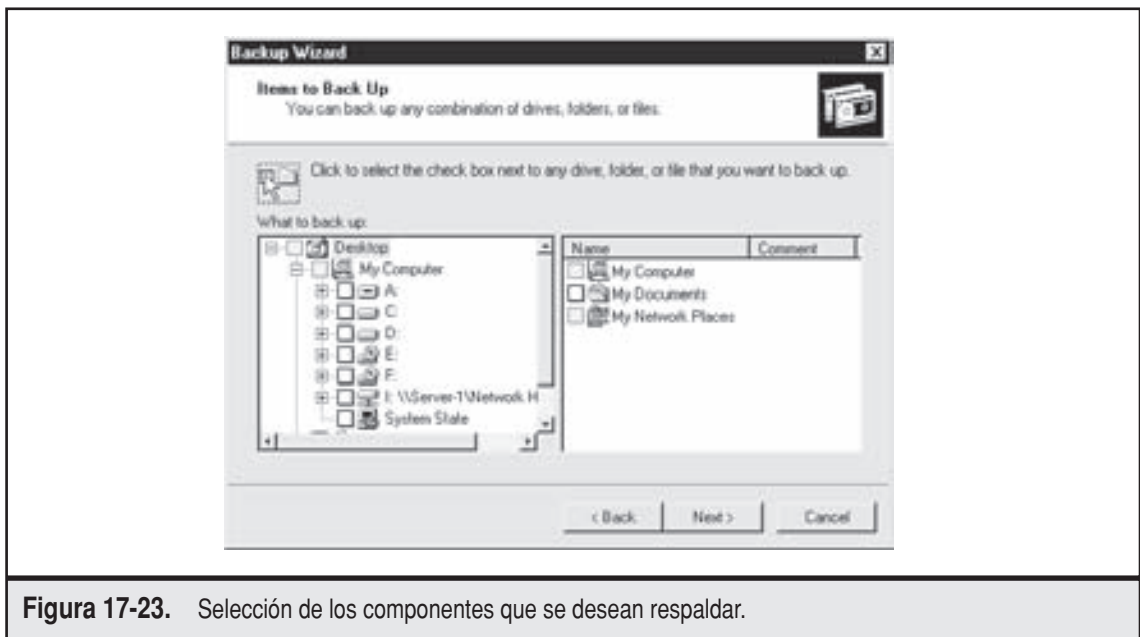 Backup Wizard
Items to Back Up
You can back up any combination of drives, folders, or files.
Click to select the check box next to any drive, folder, or file that you want to back up.
What to back up:
Desktop
My Computer
A:
C:
D:
E:
F:
I: \\Server-1\Network H
System State
Name Comment
My Computer
My Documents
My Network Places
< Back Next > Cancel
Figura 17-23. Selección de los componentes que se desean respaldar.